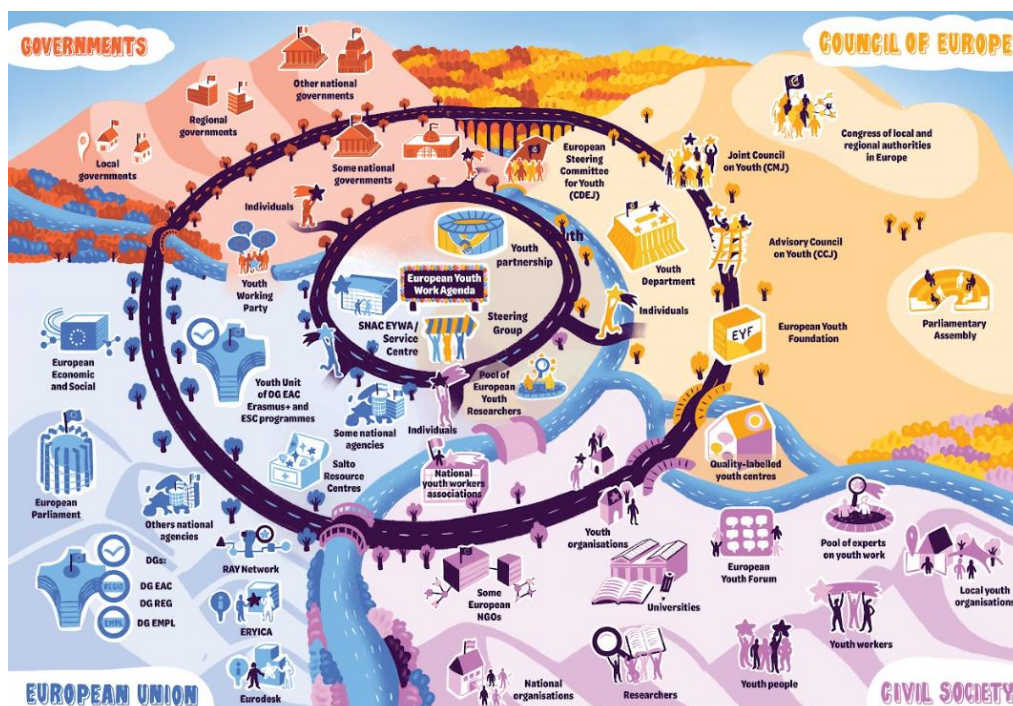 GOVERNMENTS
COUNCIL OF EUROPE
Other national
governments
Regional
governments
Local
governments
Some national
governments
European
Steering
Committee
for Youth
(CDEJ)
Joint Council
on Youth (CMJ)
Congress of local and
regional authorities
in Europe
Individuals
Youth
Working
Party
Youth
partnership
uth
European Youth
Work Agenda
SNAC EYWA/
Service
Centre
Steering
Group
Youth
Department
Advisory Council
on Youth (CCJ)
Individuals
EYF
European Youth
Foundation
Parliamentary
Assembly
European
Economic
and Social
Youth Unit
of DG EAC
Erasmus+ and
ESC programmes
Some national
agencies
Individuals
Pool of
European
Youth
Researchers
Salto
Resource
Centres
National
youth workers
associations
Quality-labelled
youth centres
European
Parliament
Others national
agencies
RAY Network
DGs:
DG EAC
REGIO
DG REG
EMPL
DG EMPL
ERYICA
Eurodesk
Youth
organisations
Some
European
NGOs
Universities
European
Youth Forum
Pool of experts
on youth work
Local youth
organisations
Youth workers
Youth people
Researchers
National
organisations
EUROPEAN UNION
CIVIL SOCIETY